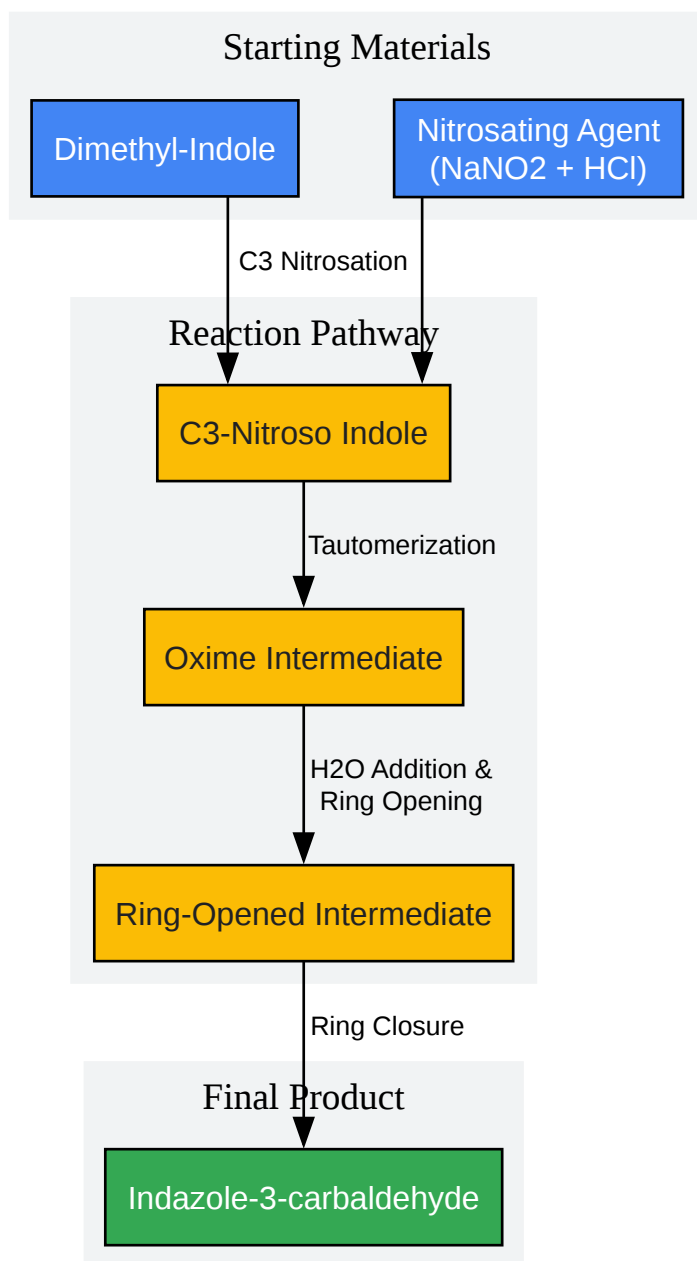 Starting Materials
Dimethyl-Indole
Nitrosating Agent
(NaNO2 + HCl)
C3 Nitrosation
Reaction Pathway
C3-Nitroso Indole
Tautomerization
Oxime Intermediate
H2O Addition &
Ring Opening
Ring-Opened Intermediate
Ring Closure
Final Product
Indazole-3-carbaldehyde